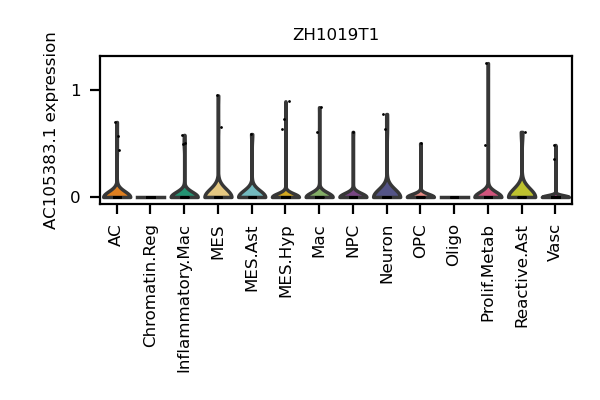 ZH1019T1
AC105383.1 expression
1
0
AC
Chromatin.Reg
Inflammatory.Mac
MES
MES.Ast
MES.Hyp
Mac
NPC
Neuron
OPC
Oligo
Prolif.Metab
Reactive.Ast
Vasc